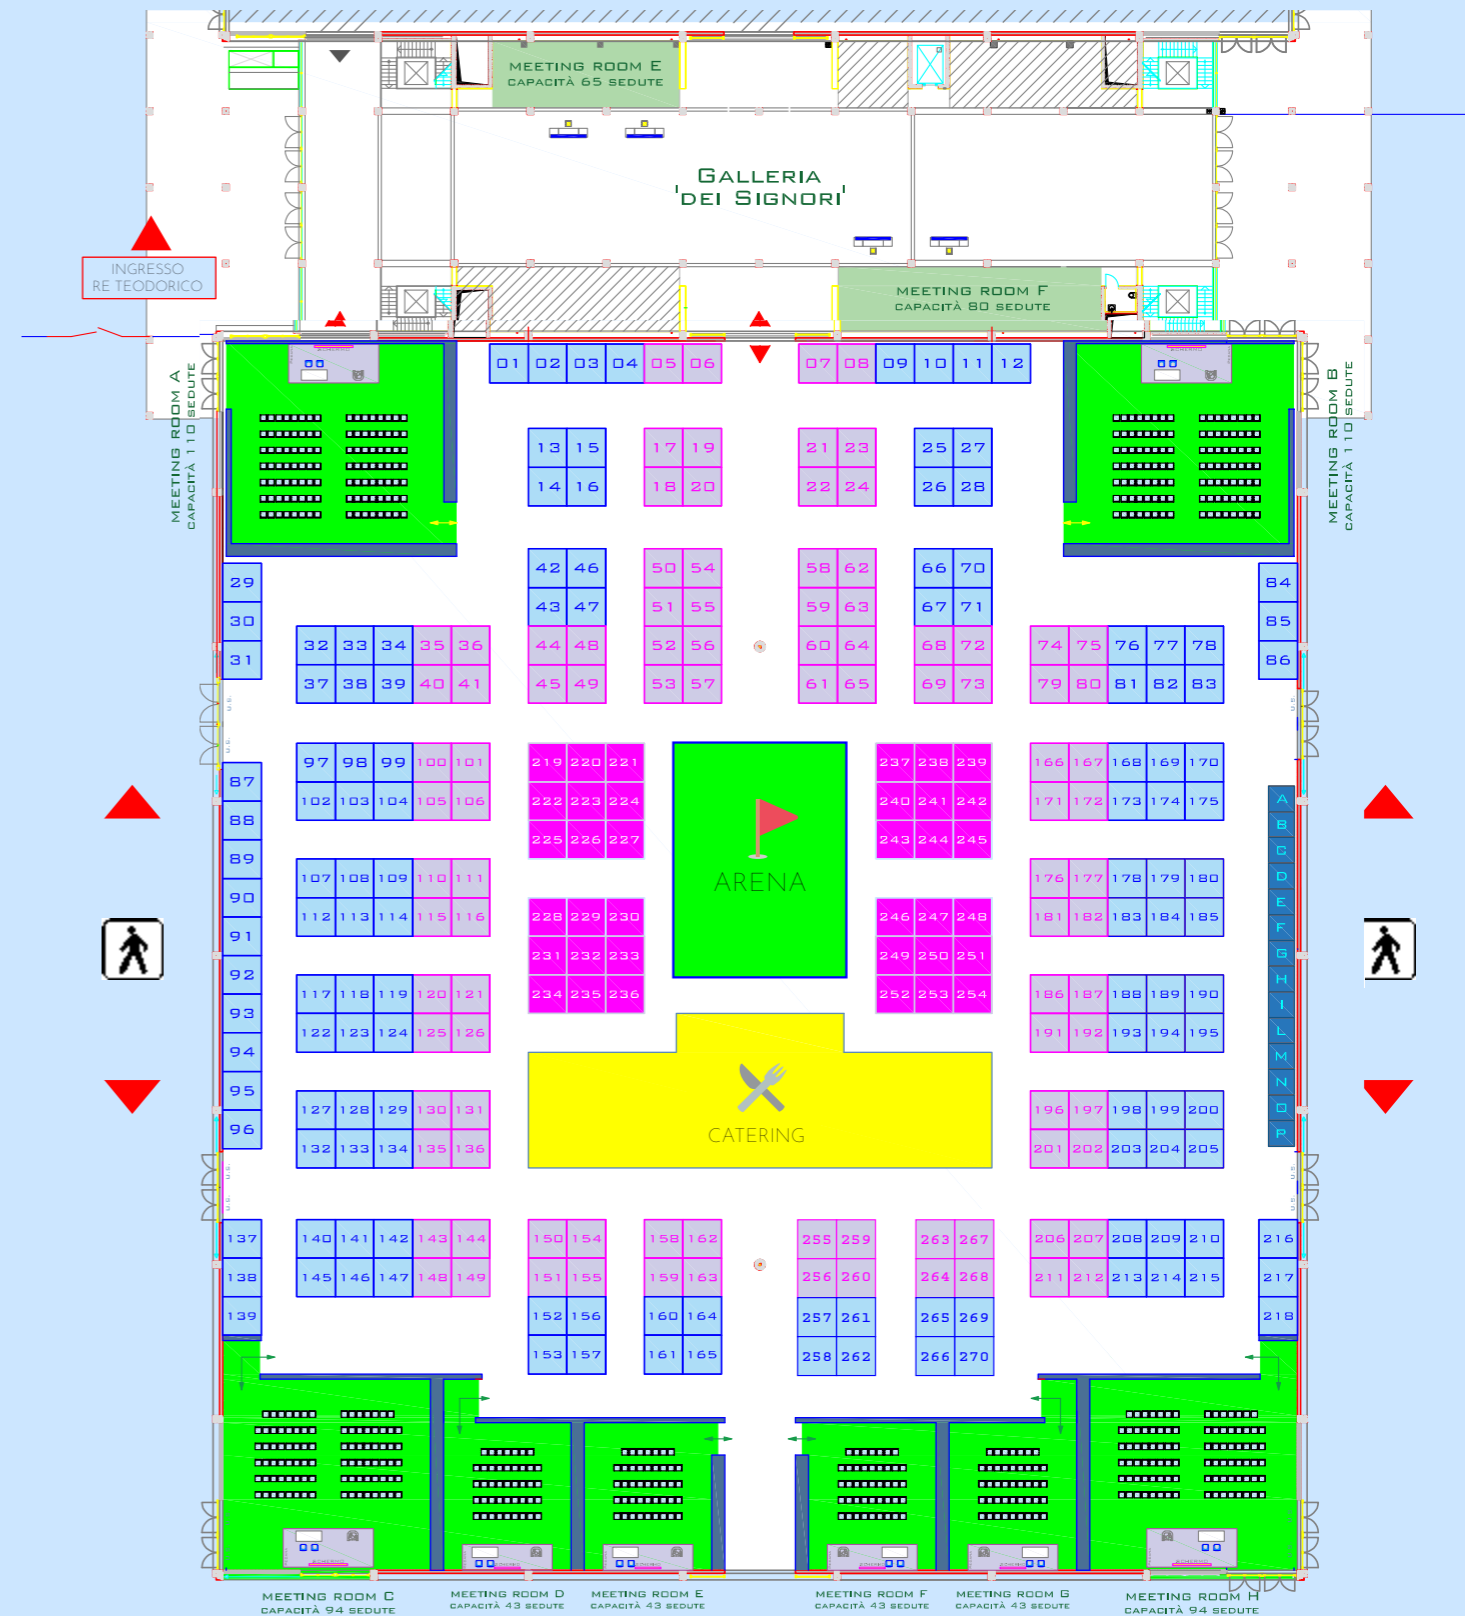 MEETING ROOM E
CAPACITÀ 65 SEDUTE
GALLERIA
'DEI SIGNORI'
INGRESSO
RE TEODORICO
MEETING ROOM F
CAPACITÀ 80 SEDUTE
MEETING ROOM A
CAPACITÀ 110 SEDUTE
MEETING ROOM B
CAPACITÀ 110 SEDUTE
01 02 03 04 05 06 07 08 09 10 11 12
13 15 17 19 21 23 25 27
14 16 18 20 22 24 26 28
42 46 50 54 58 62 66 70
29 84
43 47 51 55 59 63 67 71
30 85
32 33 34 35 36 44 48 52 56 60 64 68 72 74 75 76 77 78
31 86
37 38 39 40 41 45 49 53 57 61 65 69 73 79 80 81 82 83
U.S. U.S.
U.S. U.S.
97 98 99 100 101 219 220 221 237 238 239 166 167 168 169 170
87
102 103 104 105 106 222 223 224 240 241 242 171 172 173 174 175
A
88
B
225 226 227 243 244 245
C
89
107 108 109 110 111 176 177 178 179 180
D
ARENA
90
E
112 113 114 115 116 228 229 230 246 247 248 181 182 183 184 185
F
91
G
231 232 233 249 250 251
92
H
117 118 119 120 121 234 235 236 252 253 254 186 187 188 189 190
I
93
122 123 124 125 126 191 192 193 194 195
L
94
M
95
N
127 128 129 130 131 196 197 198 199 200
O
96
CATERING
P
132 133 134 135 136 201 202 203 204 205
U.S. U.S.
U.S. U.S.
137 140 141 142 143 144 150 154 158 162 255 259 263 267 206 207 208 209 210 216
138 145 146 147 148 149 151 155 159 163 256 260 264 268 211 212 213 214 215 217
139 152 156 160 164 257 261 265 269 218
153 157 161 165 258 262 266 270
MEETING ROOM C
CAPACITÀ 94 SEDUTE
MEETING ROOM D
CAPACITÀ 43 SEDUTE
MEETING ROOM E
CAPACITÀ 43 SEDUTE
MEETING ROOM F
CAPACITÀ 43 SEDUTE
MEETING ROOM G
CAPACITÀ 43 SEDUTE
MEETING ROOM H
CAPACITÀ 94 SEDUTE